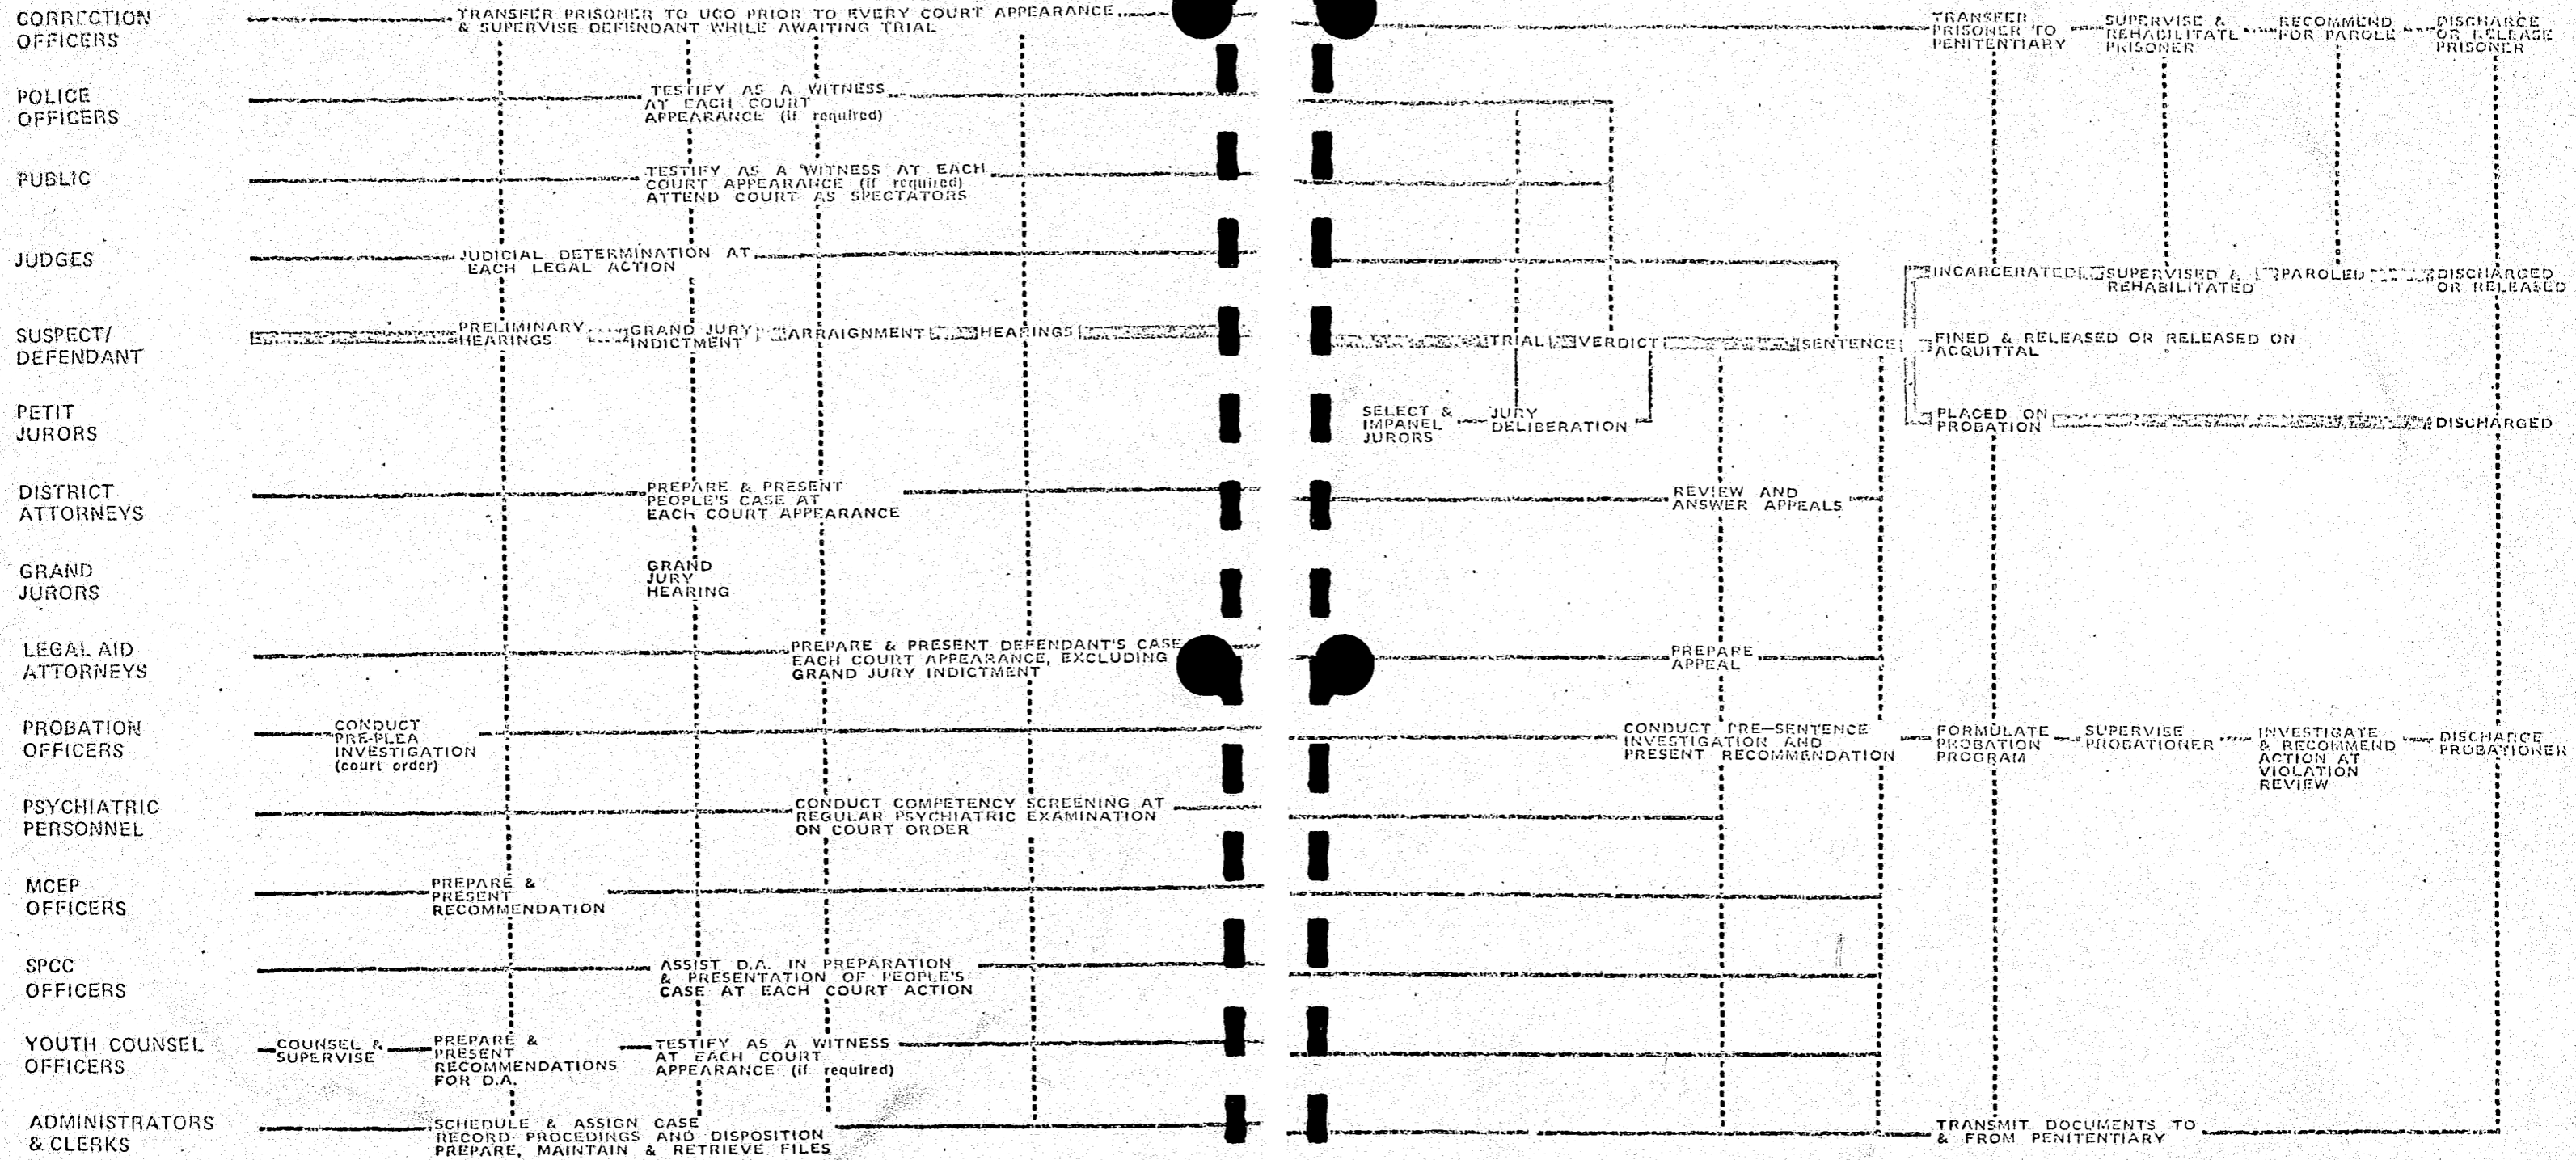 CORRECTION
OFFICERS
TRANSFER PRISONER TO UCO PRIOR TO EVERY COURT APPEARANCE
& SUPERVISE DEFENDANT WHILE AWAITING TRIAL
TRANSFER
PRISONER TO
PENITENTIARY
SUPERVISE &
REHABILITATE
PRISONER
RECOMMEND
FOR PAROLE
DISCHARGE
OR RELEASE
PRISONER
POLICE
OFFICERS
TESTIFY AS A WITNESS
AT EACH COURT
APPEARANCE (if required)
PUBLIC
TESTIFY AS A WITNESS AT EACH
COURT APPEARANCE (if required)
ATTEND COURT AS SPECTATORS
JUDGES
JUDICIAL DETERMINATION AT
EACH LEGAL ACTION
INCARCERATED
SUPERVISED &
REHABILITATED
PAROLED
DISCHARGED
OR RELEASED
SUSPECT/
DEFENDANT
PRELIMINARY
HEARINGS
GRAND JURY
INDICTMENT
ARRAIGNMENT
HEARINGS
TRIAL
VERDICT
SENTENCE
FINED & RELEASED OR RELEASED ON
ACQUITTAL
PETIT
JURORS
SELECT &
IMPANEL
JURORS
JURY
DELIBERATION
PLACED ON
PROBATION
DISCHARGED
DISTRICT
ATTORNEYS
PREPARE & PRESENT
PEOPLE'S CASE AT
EACH COURT APPEARANCE
REVIEW AND
ANSWER APPEALS
GRAND
JURORS
GRAND
JURY
HEARING
LEGAL AID
ATTORNEYS
PREPARE & PRESENT DEFENDANT'S CASE
EACH COURT APPEARANCE, EXCLUDING
GRAND JURY INDICTMENT
PREPARE
APPEAL
PROBATION
OFFICERS
CONDUCT
PRE-PLEA
INVESTIGATION
(court order)
CONDUCT PRE-SENTENCE
INVESTIGATION AND
PRESENT RECOMMENDATION
FORMULATE
PROBATION
PROGRAM
SUPERVISE
PROBATIONER
INVESTIGATE
& RECOMMEND
ACTION AT
VIOLATION
REVIEW
DISCHARGE
PROBATIONER
PSYCHIATRIC
PERSONNEL
CONDUCT COMPETENCY SCREENING AT
REGULAR PSYCHIATRIC EXAMINATION
ON COURT ORDER
MCEP
OFFICERS
PREPARE &
PRESENT
RECOMMENDATION
SPCC
OFFICERS
ASSIST D.A. IN PREPARATION
& PRESENTATION OF PEOPLE'S
CASE AT EACH COURT ACTION
YOUTH COUNSEL
OFFICERS
COUNSEL &
SUPERVISE
PREPARE &
PRESENT
RECOMMENDATIONS
FOR D.A.
TESTIFY AS A WITNESS
AT EACH COURT
APPEARANCE (if required)
ADMINISTRATORS
& CLERKS
SCHEDULE & ASSIGN CASE
RECORD PROCEDINGS AND DISPOSITION
PREPARE, MAINTAIN & RETRIEVE FILES
TRANSMIT DOCUMENTS TO
& FROM PENITENTIARY